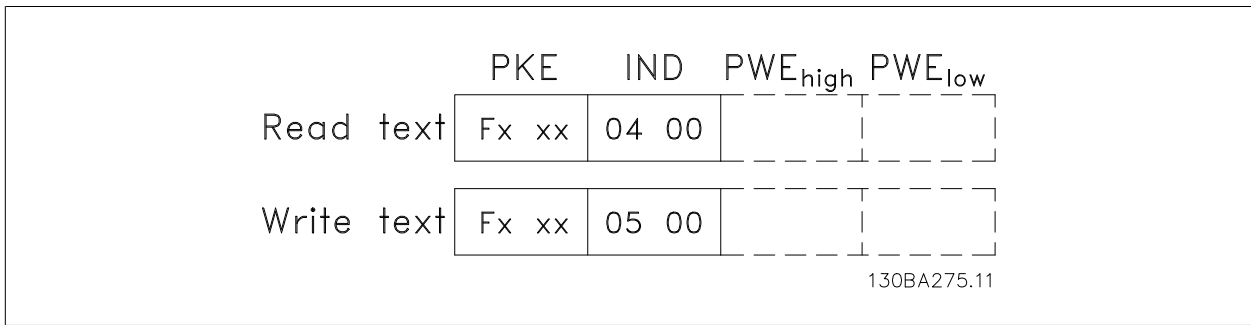 PKE IND PWEhigh PWElow
Read text Fx xx 04 00
Write text Fx xx 05 00
130BA275.11